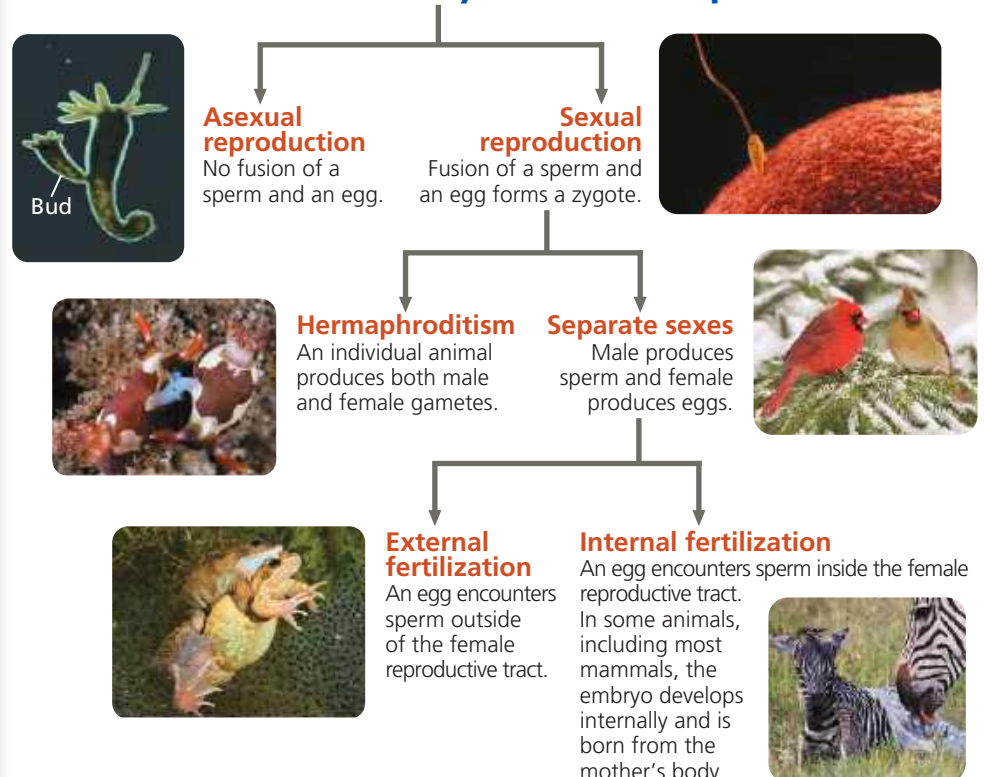 Asexual
reproduction
No fusion of a
sperm and an egg.
Sexual
reproduction
Fusion of a sperm and
an egg forms a zygote.
Bud
Hermaphroditism
An individual animal
produces both male
and female gametes.
Separate sexes
Male produces
sperm and female
produces eggs.
External
fertilization
An egg encounters
sperm outside
of the female
reproductive tract.
Internal fertilization
An egg encounters sperm inside the female
reproductive tract.
In some animals,
including most
mammals, the
embryo develops
internally and is
born from the
mother's body